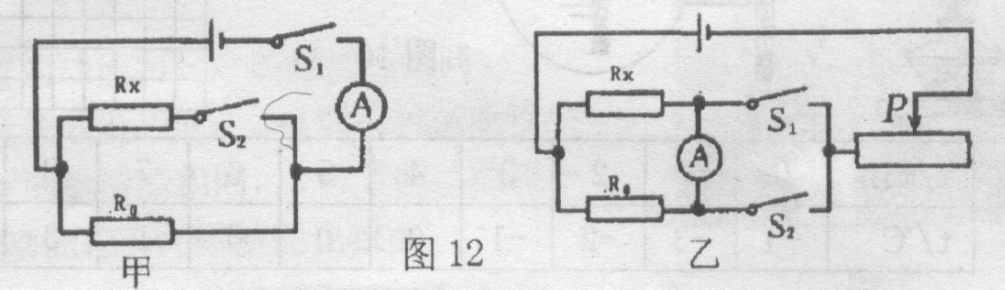 S₁
Rx
A
S₂
R₀
甲
图 12
Rx
P
S₁
A
R₀
S₂
乙
t/℃